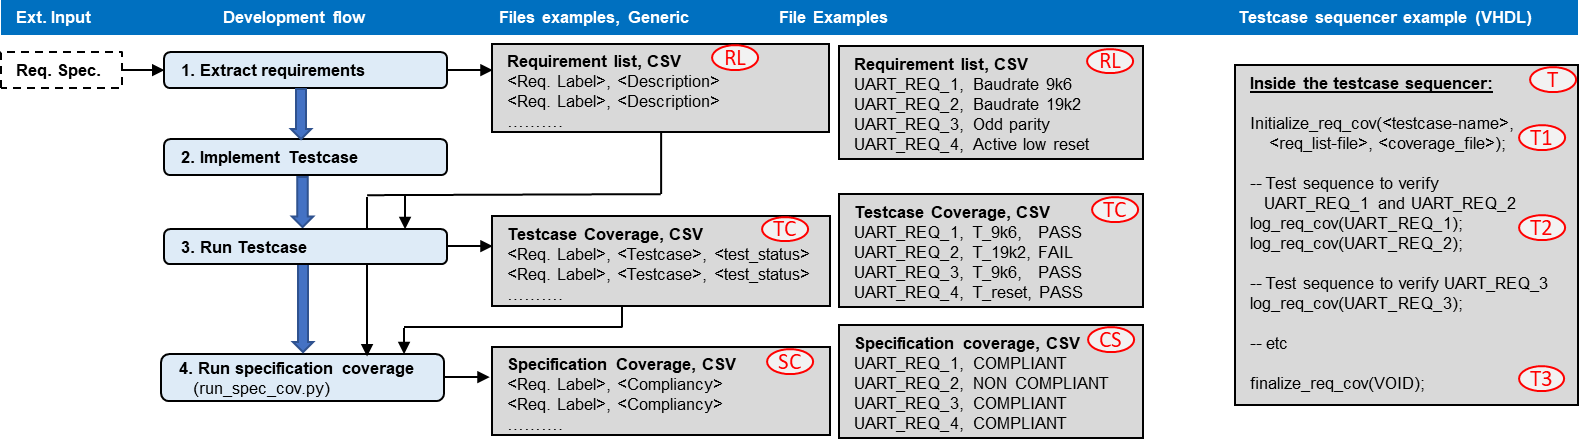 Ext. Input
Development flow
Files examples, Generic
File Examples
Testcase sequencer example (VHDL)
Req. Spec.
1. Extract requirements
2. Implement Testcase
3. Run Testcase
4. Run specification coverage
(run_spec_cov.py)
Requirement list, CSV
RL
<Req. Label>, <Description>
<Req. Label>, <Description>
……….
Testcase Coverage, CSV
TC
<Req. Label>, <Testcase>, <test_status>
<Req. Label>, <Testcase>, <test_status>
……….
Specification Coverage, CSV
SC
<Req. Label>, <Compliancy>
<Req. Label>, <Compliancy>
……….
Requirement list, CSV
RL
UART_REQ_1, Baudrate 9k6
UART_REQ_2, Baudrate 19k2
UART_REQ_3, Odd parity
UART_REQ_4, Active low reset
Testcase Coverage, CSV
TC
UART_REQ_1, T_9k6, PASS
UART_REQ_2, T_19k2, FAIL
UART_REQ_3, T_9k6, PASS
UART_REQ_4, T_reset, PASS
Specification coverage, CSV
CS
UART_REQ_1, COMPLIANT
UART_REQ_2, NON COMPLIANT
UART_REQ_3, COMPLIANT
UART_REQ_4, COMPLIANT
Inside the testcase sequencer:
T
Initialize_req_cov(<testcase-name>,
<req_list-file>, <coverage_file>);
T1
-- Test sequence to verify
UART_REQ_1 and UART_REQ_2
log_req_cov(UART_REQ_1);
T2
log_req_cov(UART_REQ_2);
-- Test sequence to verify UART_REQ_3
log_req_cov(UART_REQ_3);
-- etc
finalize_req_cov(VOID);
T3